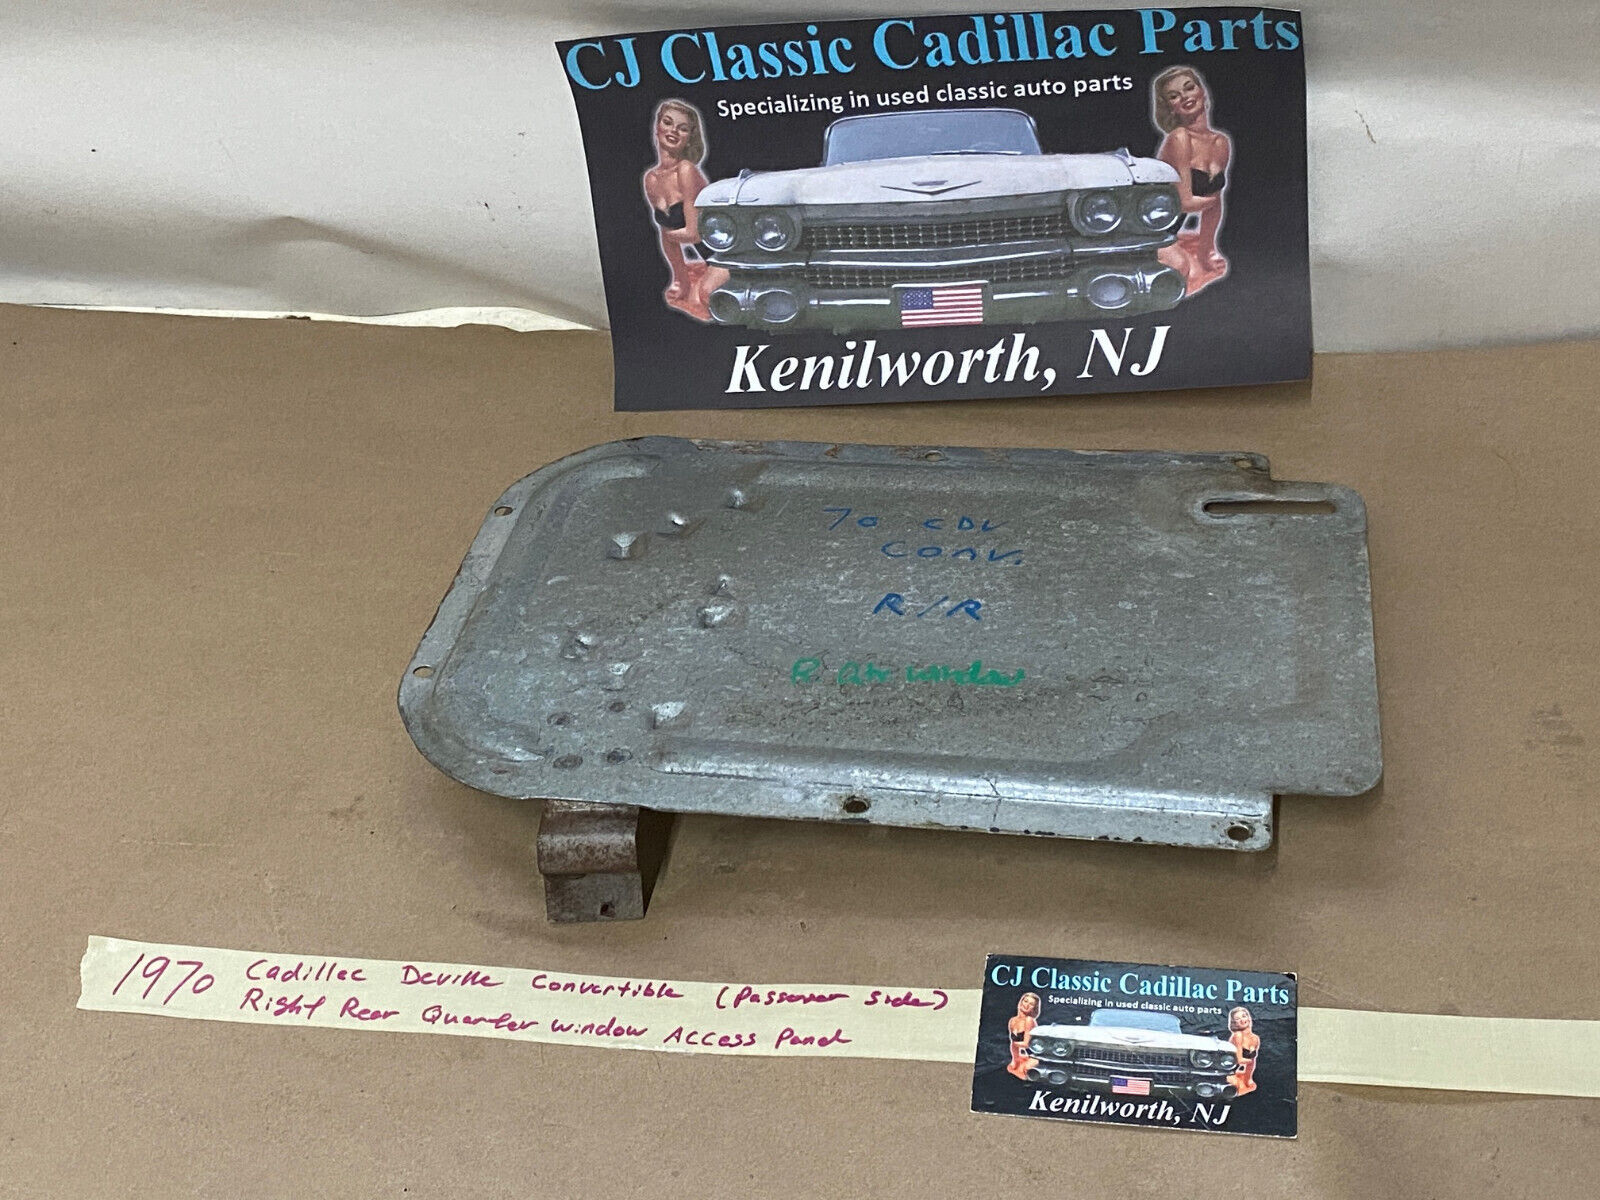 CJ Classic Cadillac Parts
Specializing in used classic auto parts
Kenilworth, NJ
70 CDV
Conv.
R/R
R Qtr window
1970 Cadillac Deville Convertible (Passenver side)
Right Rear Quarter window Access Panel
CJ Classic Cadillac Parts
Specializing in used classic auto parts
Kenilworth, NJ